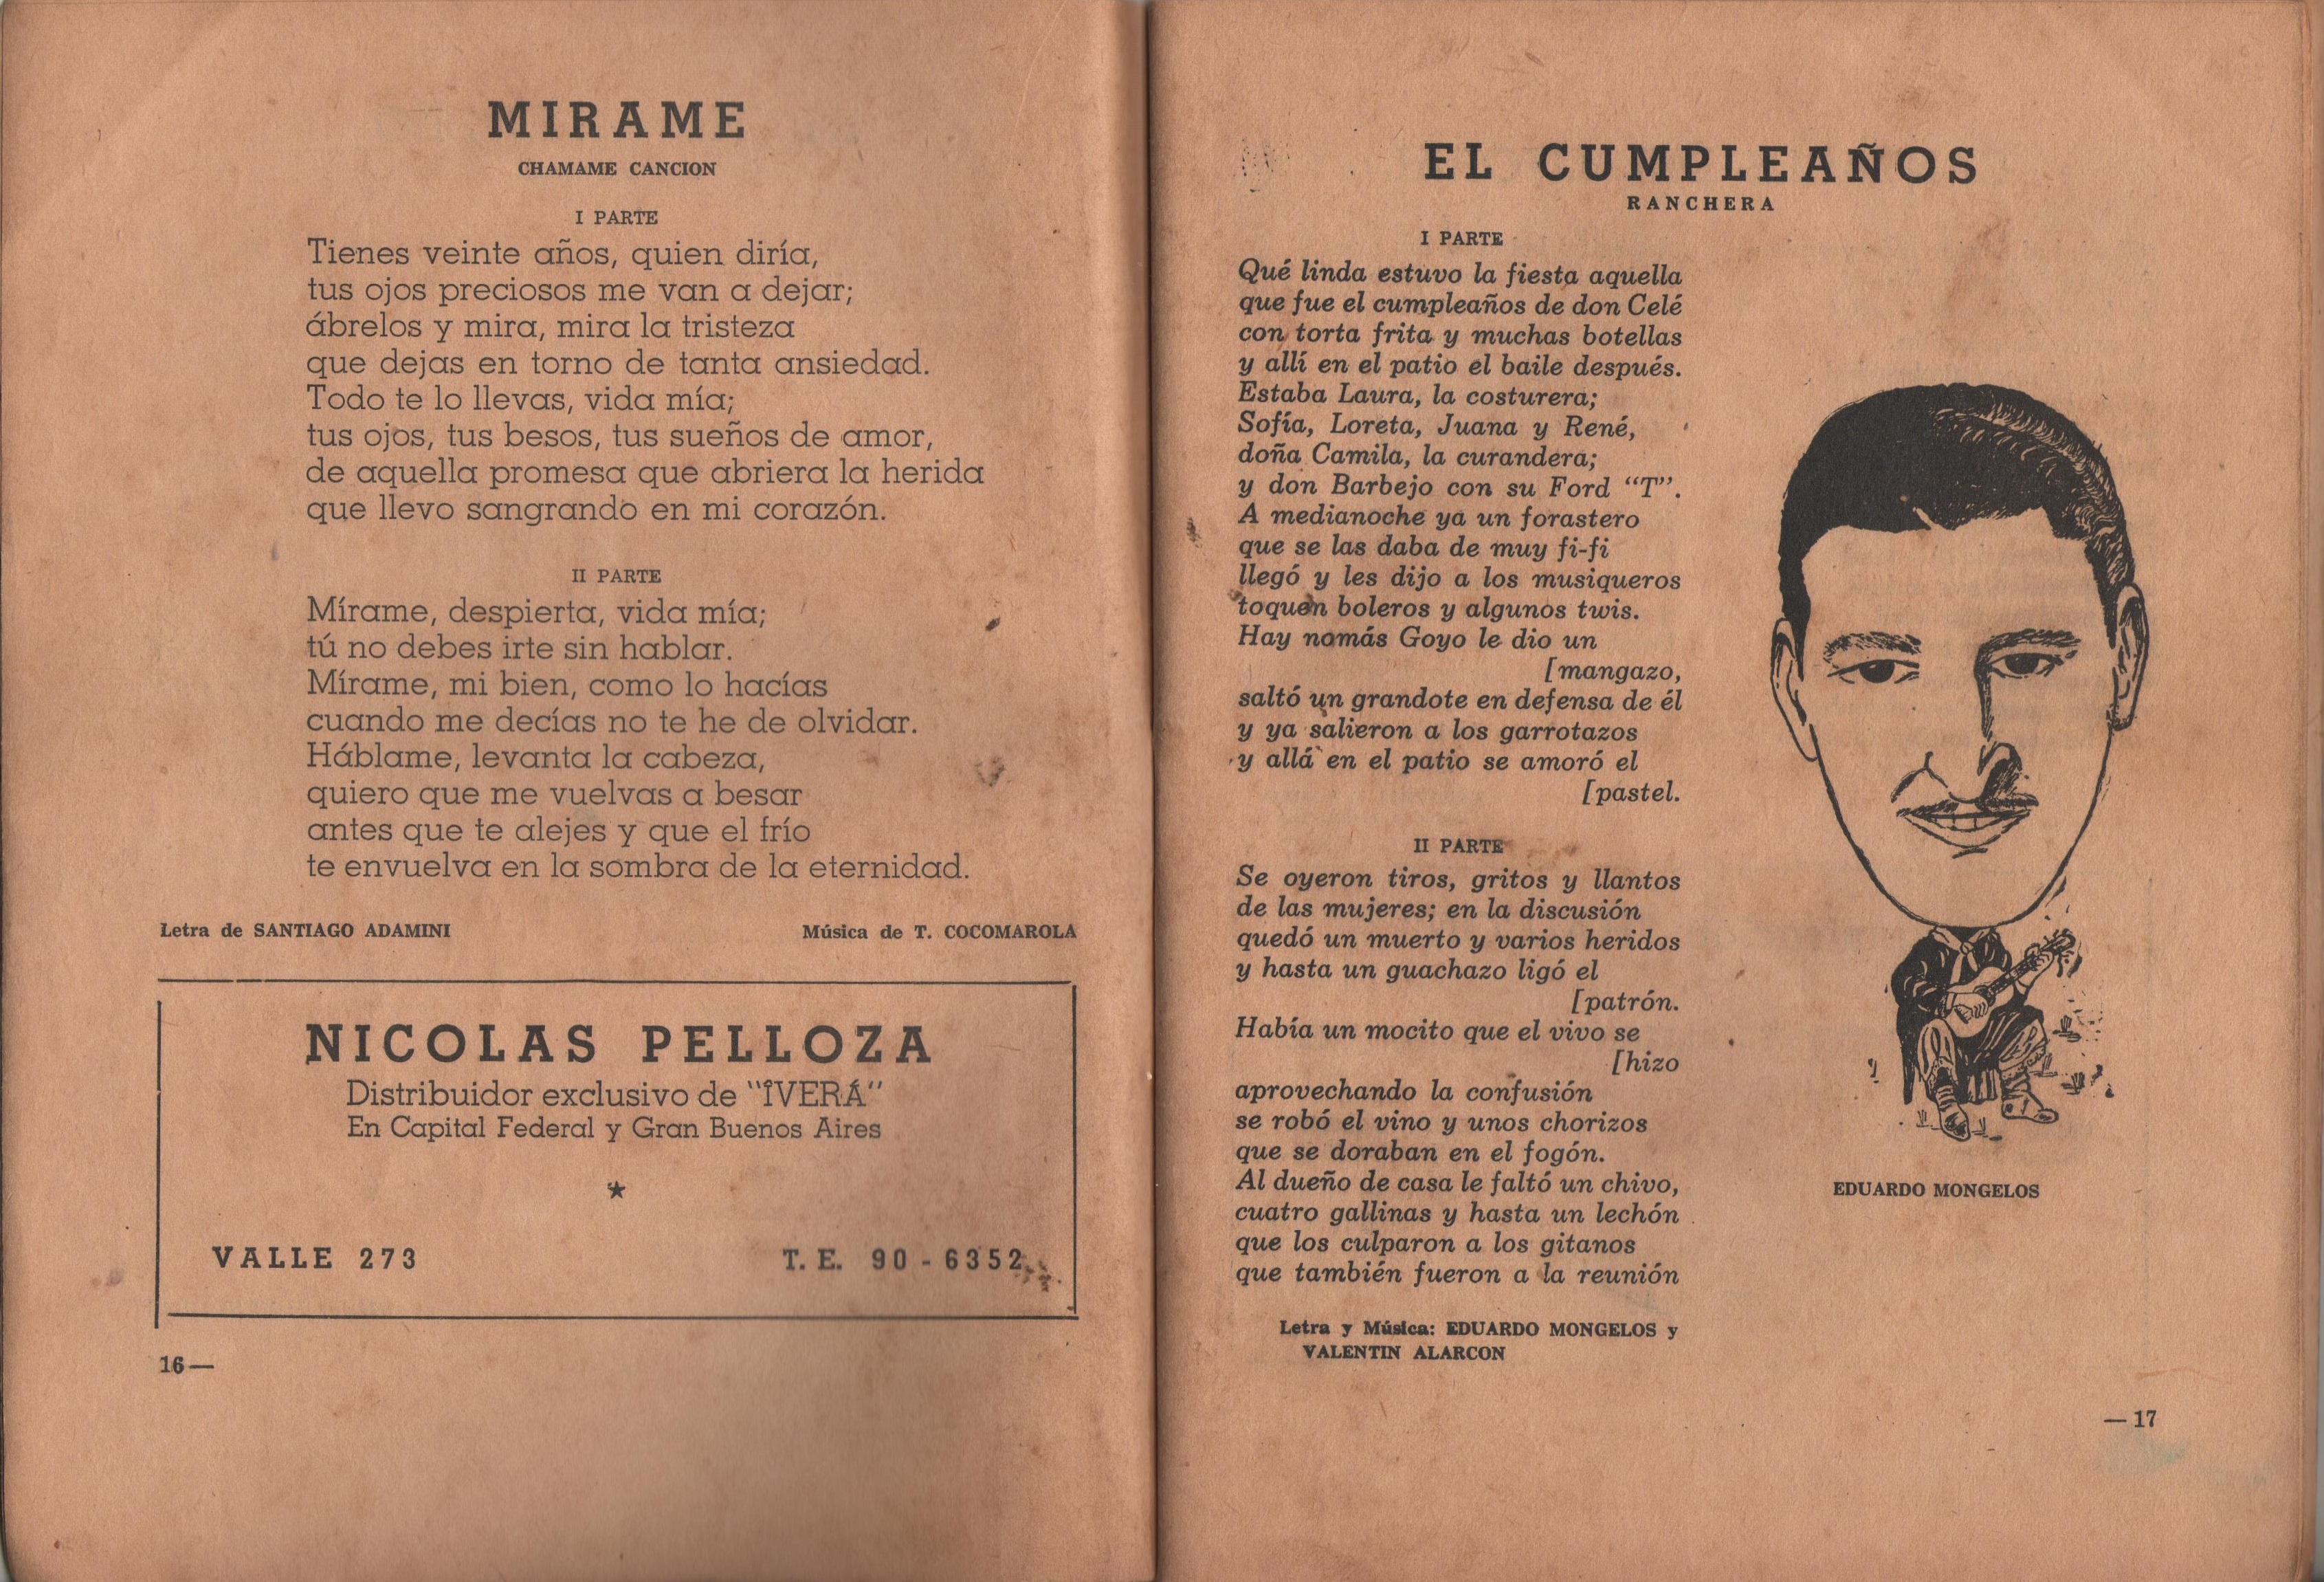 MIRAME
CHAMAME CANCION
I PARTE
Tienes veinte años, quien diría,
tus ojos preciosos me van a dejar;
ábrelos y mira, mira la tristeza
que dejas en torno de tanta ansiedad.
Todo te lo llevas, vida mía;
tus ojos, tus besos, tus sueños de amor,
de aquella promesa que abriera la herida
que llevo sangrando en mi corazón.
II PARTE
Mírame, despierta, vida mía;
tú no debes irte sin hablar.
Mírame, mi bien, como lo hacías
cuando me decías no te he de olvidar.
Háblame, levanta la cabeza,
quiero que me vuelvas a besar
antes que te alejes y que el frío
te envuelva en la sombra de la eternidad.
Letra de SANTIAGO ADAMINI Música de T. COCOMAROLA
NICOLAS PELLOZA
Distribuidor exclusivo de "ÎVERÁ"
En Capital Federal y Gran Buenos Aires
★
VALLE 273 T. E. 90 - 6352
16 —
EL CUMPLEAÑOS
RANCHERA
I PARTE
Qué linda estuvo la fiesta aquella
que fue el cumpleaños de don Celé
con torta frita y muchas botellas
y allí en el patio el baile después.
Estaba Laura, la costurera;
Sofía, Loreta, Juana y René,
doña Camila, la curandera;
y don Barbejo con su Ford "T".
A medianoche ya un forastero
que se las daba de muy fi-fi
llegó y les dijo a los musiqueros
toquen boleros y algunos twis.
Hay nomás Goyo le dio un
[mangazo,
saltó un grandote en defensa de él
y ya salieron a los garrotazos
y allá en el patio se amoró el
[pastel.
II PARTE
Se oyeron tiros, gritos y llantos
de las mujeres; en la discusión
quedó un muerto y varios heridos
y hasta un guachazo ligó el
[patrón.
Había un mocito que el vivo se
[hizo
aprovechando la confusión
se robó el vino y unos chorizos
que se doraban en el fogón.
Al dueño de casa le faltó un chivo,
cuatro gallinas y hasta un lechón
que los culparon a los gitanos
que también fueron a la reunión
Letra y Música: EDUARDO MONGELOS y
VALENTIN ALARCON
EDUARDO MONGELOS
— 17